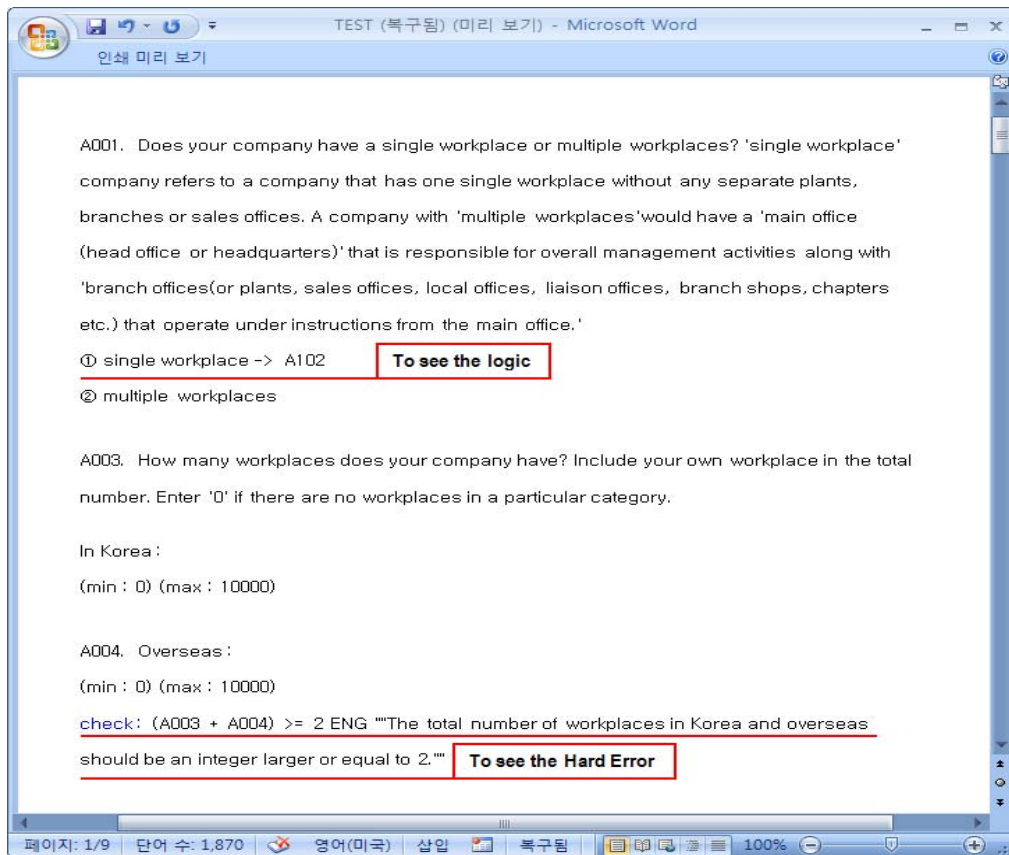 TEST (복구됨) (미리 보기) - Microsoft Word
인쇄 미리 보기
A001. Does your company have a single workplace or multiple workplaces? 'single workplace'
company refers to a company that has one single workplace without any separate plants,
branches or sales offices. A company with 'multiple workplaces'would have a 'main office
(head office or headquarters)' that is responsible for overall management activities along with
'branch offices(or plants, sales offices, local offices, liaison offices, branch shops, chapters
etc.) that operate under instructions from the main office.'
① single workplace -> A102 To see the logic
② multiple workplaces
A003. How many workplaces does your company have? Include your own workplace in the total
number. Enter '0' if there are no workplaces in a particular category.
In Korea :
(min : 0) (max : 10000)
A004. Overseas :
(min : 0) (max : 10000)
check: (A003 + A004) >= 2 ENG ""The total number of workplaces in Korea and overseas
should be an integer larger or equal to 2."" To see the Hard Error
페이지: 1/9 단어 수: 1,870 영어(미국) 삽입 복구됨 100%